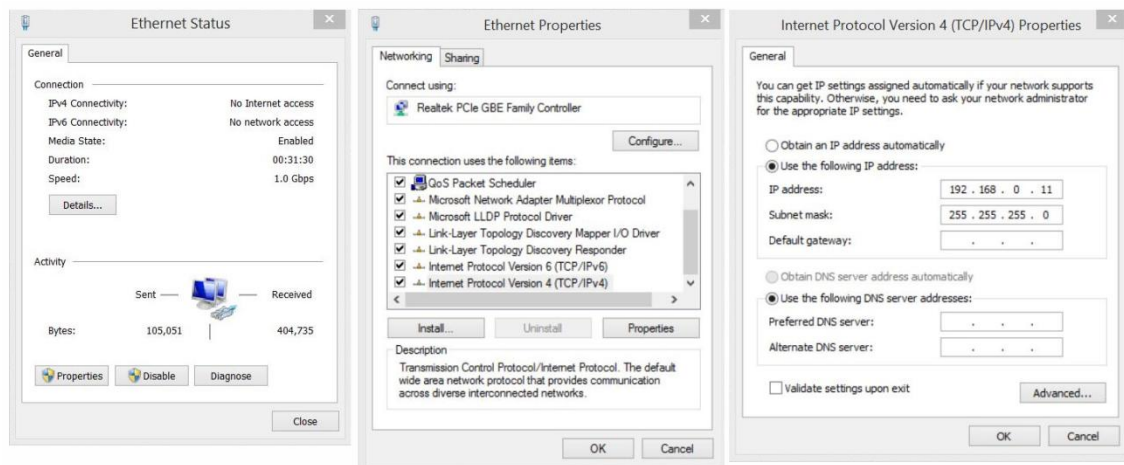 Ethernet Status
General
Connection
IPv4 Connectivity: No Internet access
IPv6 Connectivity: No network access
Media State: Enabled
Duration: 00:31:30
Speed: 1.0 Gbps
Details...
Activity
Sent — Received
Bytes: 105,051 404,735
Properties Disable Diagnose
Close
Ethernet Properties
Networking Sharing
Connect using:
Realtek PCIe GBE Family Controller
Configure...
This connection uses the following items:
QoS Packet Scheduler
Microsoft Network Adapter Multiplexor Protocol
Microsoft LLDP Protocol Driver
Link-Layer Topology Discovery Mapper I/O Driver
Link-Layer Topology Discovery Responder
Internet Protocol Version 6 (TCP/IPv6)
Internet Protocol Version 4 (TCP/IPv4)
Install... Uninstall Properties
Description
Transmission Control Protocol/Internet Protocol. The default
wide area network protocol that provides communication
across diverse interconnected networks.
OK Cancel
Internet Protocol Version 4 (TCP/IPv4) Properties
General
You can get IP settings assigned automatically if your network supports
this capability. Otherwise, you need to ask your network administrator
for the appropriate IP settings.
Obtain an IP address automatically
Use the following IP address:
IP address: 192 . 168 . 0 . 11
Subnet mask: 255 . 255 . 255 . 0
Default gateway: . . .
Obtain DNS server address automatically
Use the following DNS server addresses:
Preferred DNS server: . . .
Alternate DNS server: . . .
Validate settings upon exit
Advanced...
OK Cancel